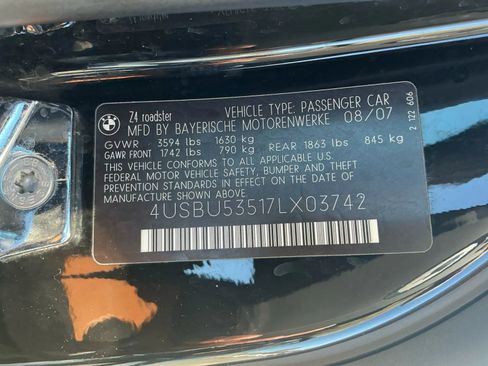 BMW
Z4 roadster VEHICLE TYPE: PASSENGER CAR
MFD BY BAYERISCHE MOTORENWERKE 08/07
GVWR 3594 lbs 1630 kg
GAWR FRONT 1742 lbs 790 kg REAR 1863 lbs 845 kg
THIS VEHICLE CONFORMS TO ALL APPLICABLE U.S.
FEDERAL MOTOR VEHICLE SAFETY, BUMPER AND THEFT
PREVENTION STANDARDS IN EFFECT ON THE DATE OF
MANUFACTURE SHOWN ABOVE.
4USBU53517LX03742
2 122 606